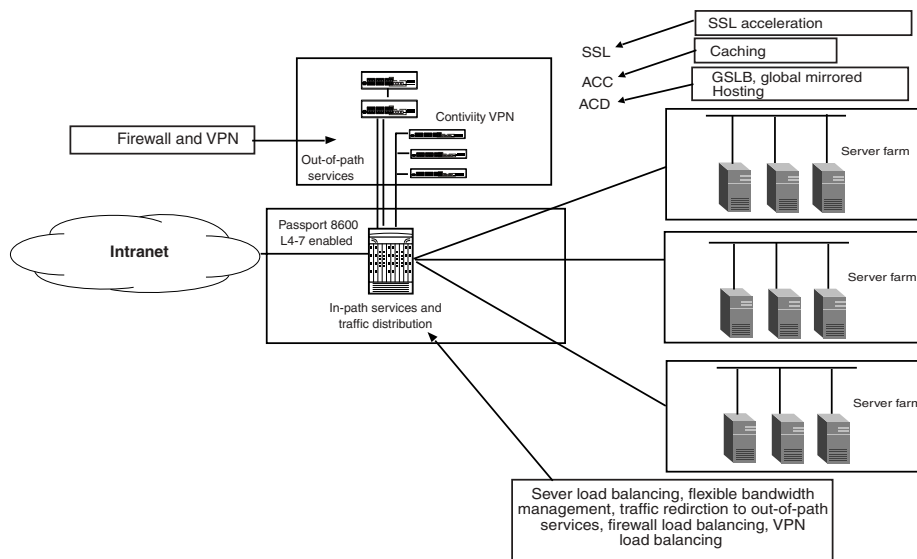 SSL acceleration
SSL
Caching
ACC
GSLB, global mirrored
Hosting
ACD
Contiviity VPN
Firewall and VPN
Out-of-path
services
Server farm
Passport 8600
L4-7 enabled
Intranet
In-path services and
traffic distribution
Server farm
Server farm
Sever load balancing, flexible bandwidth
management, traffic redirction to out-of-path
services, firewall load balancing, VPN
load balancing